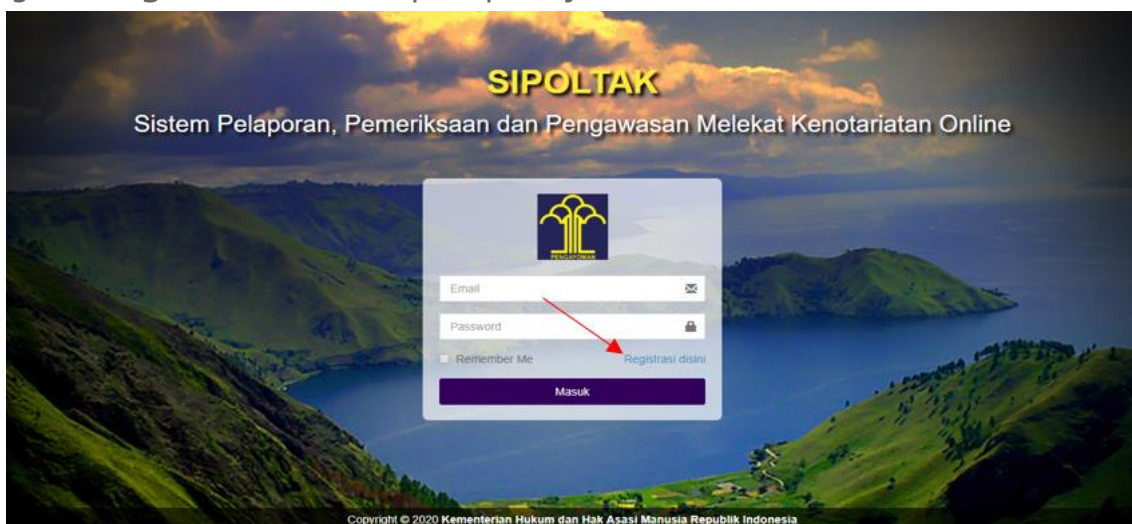 SIPOLTAK
Sistem Pelaporan, Pemeriksaan dan Pengawasan Melekat Kenotariatan Online
PENGAYOMAN
Email
Password
Remember Me
Registrasi disini
Masuk
Copyright © 2020 Kementerian Hukum dan Hak Asasi Manusia Republik Indonesia